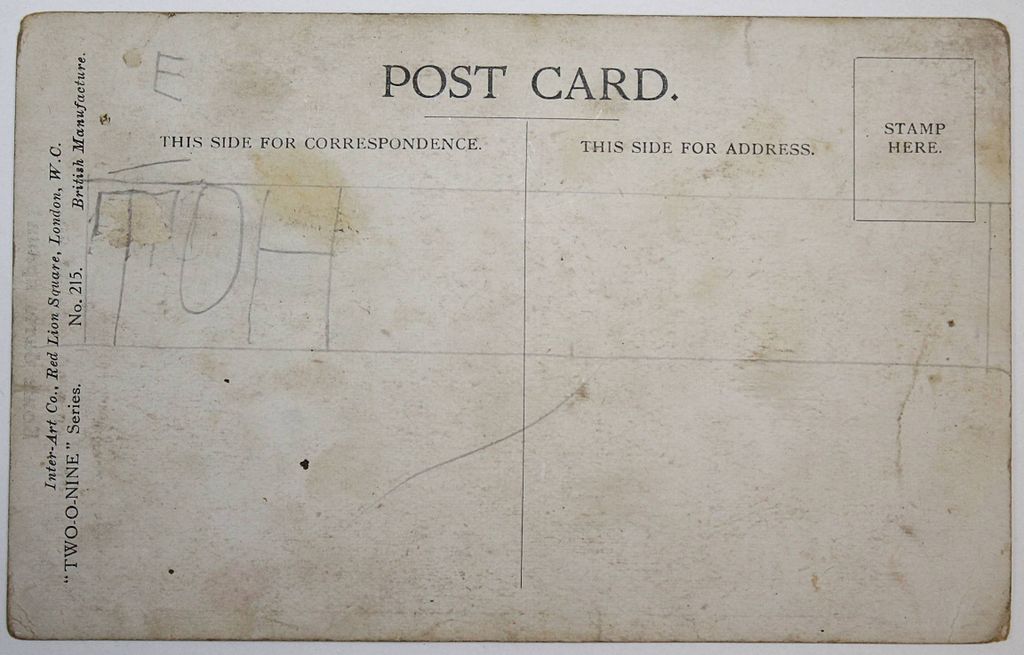 POST CARD.
THIS SIDE FOR CORRESPONDENCE.
THIS SIDE FOR ADDRESS.
STAMP
HERE.
E
TOH
Inter-Art Co., Red Lion Square, London, W.C.
British Manufacture.
"TWO-O-NINE" Series.
No. 215.